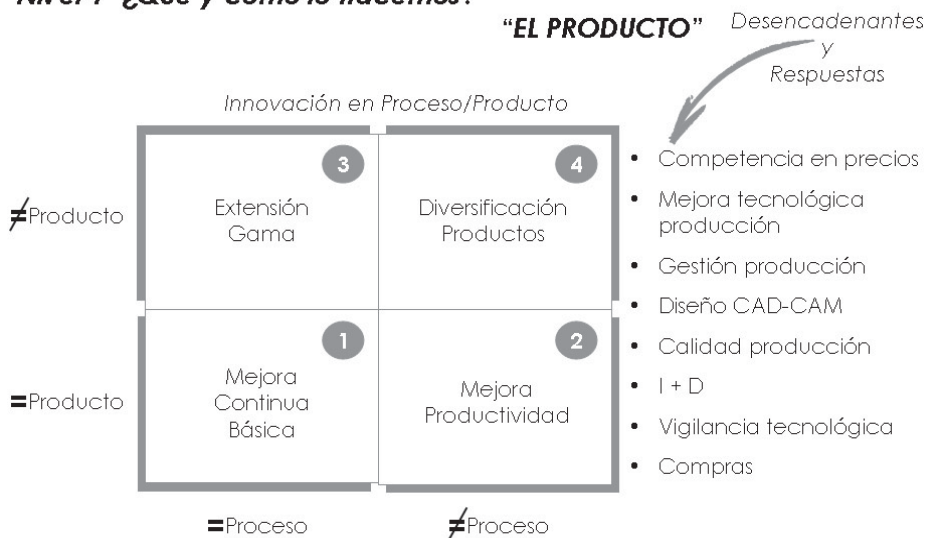 "EL PRODUCTO"
Desencadenantes
y
Respuestas
Innovación en Proceso/Producto
≠Producto
3
Extensión
Gama
4
Diversificación
Productos
=Producto
1
Mejora
Continua
Básica
2
Mejora
Productividad
=Proceso
≠Proceso
• Competencia en precios
• Mejora tecnológica
producción
• Gestión producción
• Diseño CAD-CAM
• Calidad producción
• I + D
• Vigilancia tecnológica
• Compras